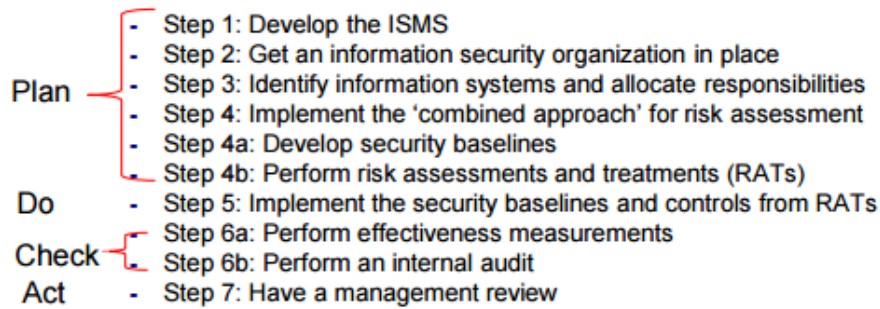 - Step 1: Develop the ISMS
- Step 2: Get an information security organization in place
Plan - Step 3: Identify information systems and allocate responsibilities
- Step 4: Implement the ‘combined approach’ for risk assessment
- Step 4a: Develop security baselines
- Step 4b: Perform risk assessments and treatments (RATs)
Do - Step 5: Implement the security baselines and controls from RATs
- Step 6a: Perform effectiveness measurements
Check - Step 6b: Perform an internal audit
Act - Step 7: Have a management review